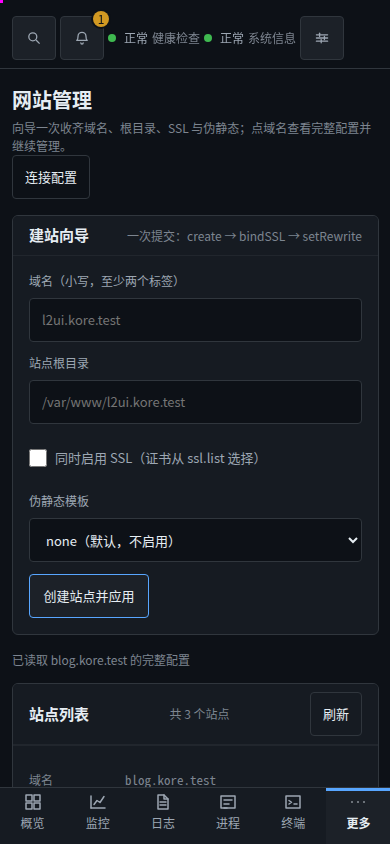 1
正常 健康检查 正常 系统信息
网站管理
向导一次收齐域名、根目录、SSL 与伪静态；点域名查看完整配置并
继续管理。
连接配置
建站向导 一次提交：create → bindSSL → setRewrite
域名（小写，至少两个标签）
l2ui.kore.test
站点根目录
/var/www/l2ui.kore.test
同时启用 SSL（证书从 ssl.list 选择）
伪静态模板
none（默认，不启用）
创建站点并应用
已读取 blog.kore.test 的完整配置
站点列表 共 3 个站点 刷新
域名 blog.kore.test
概览 监控 日志 进程 终端 更多